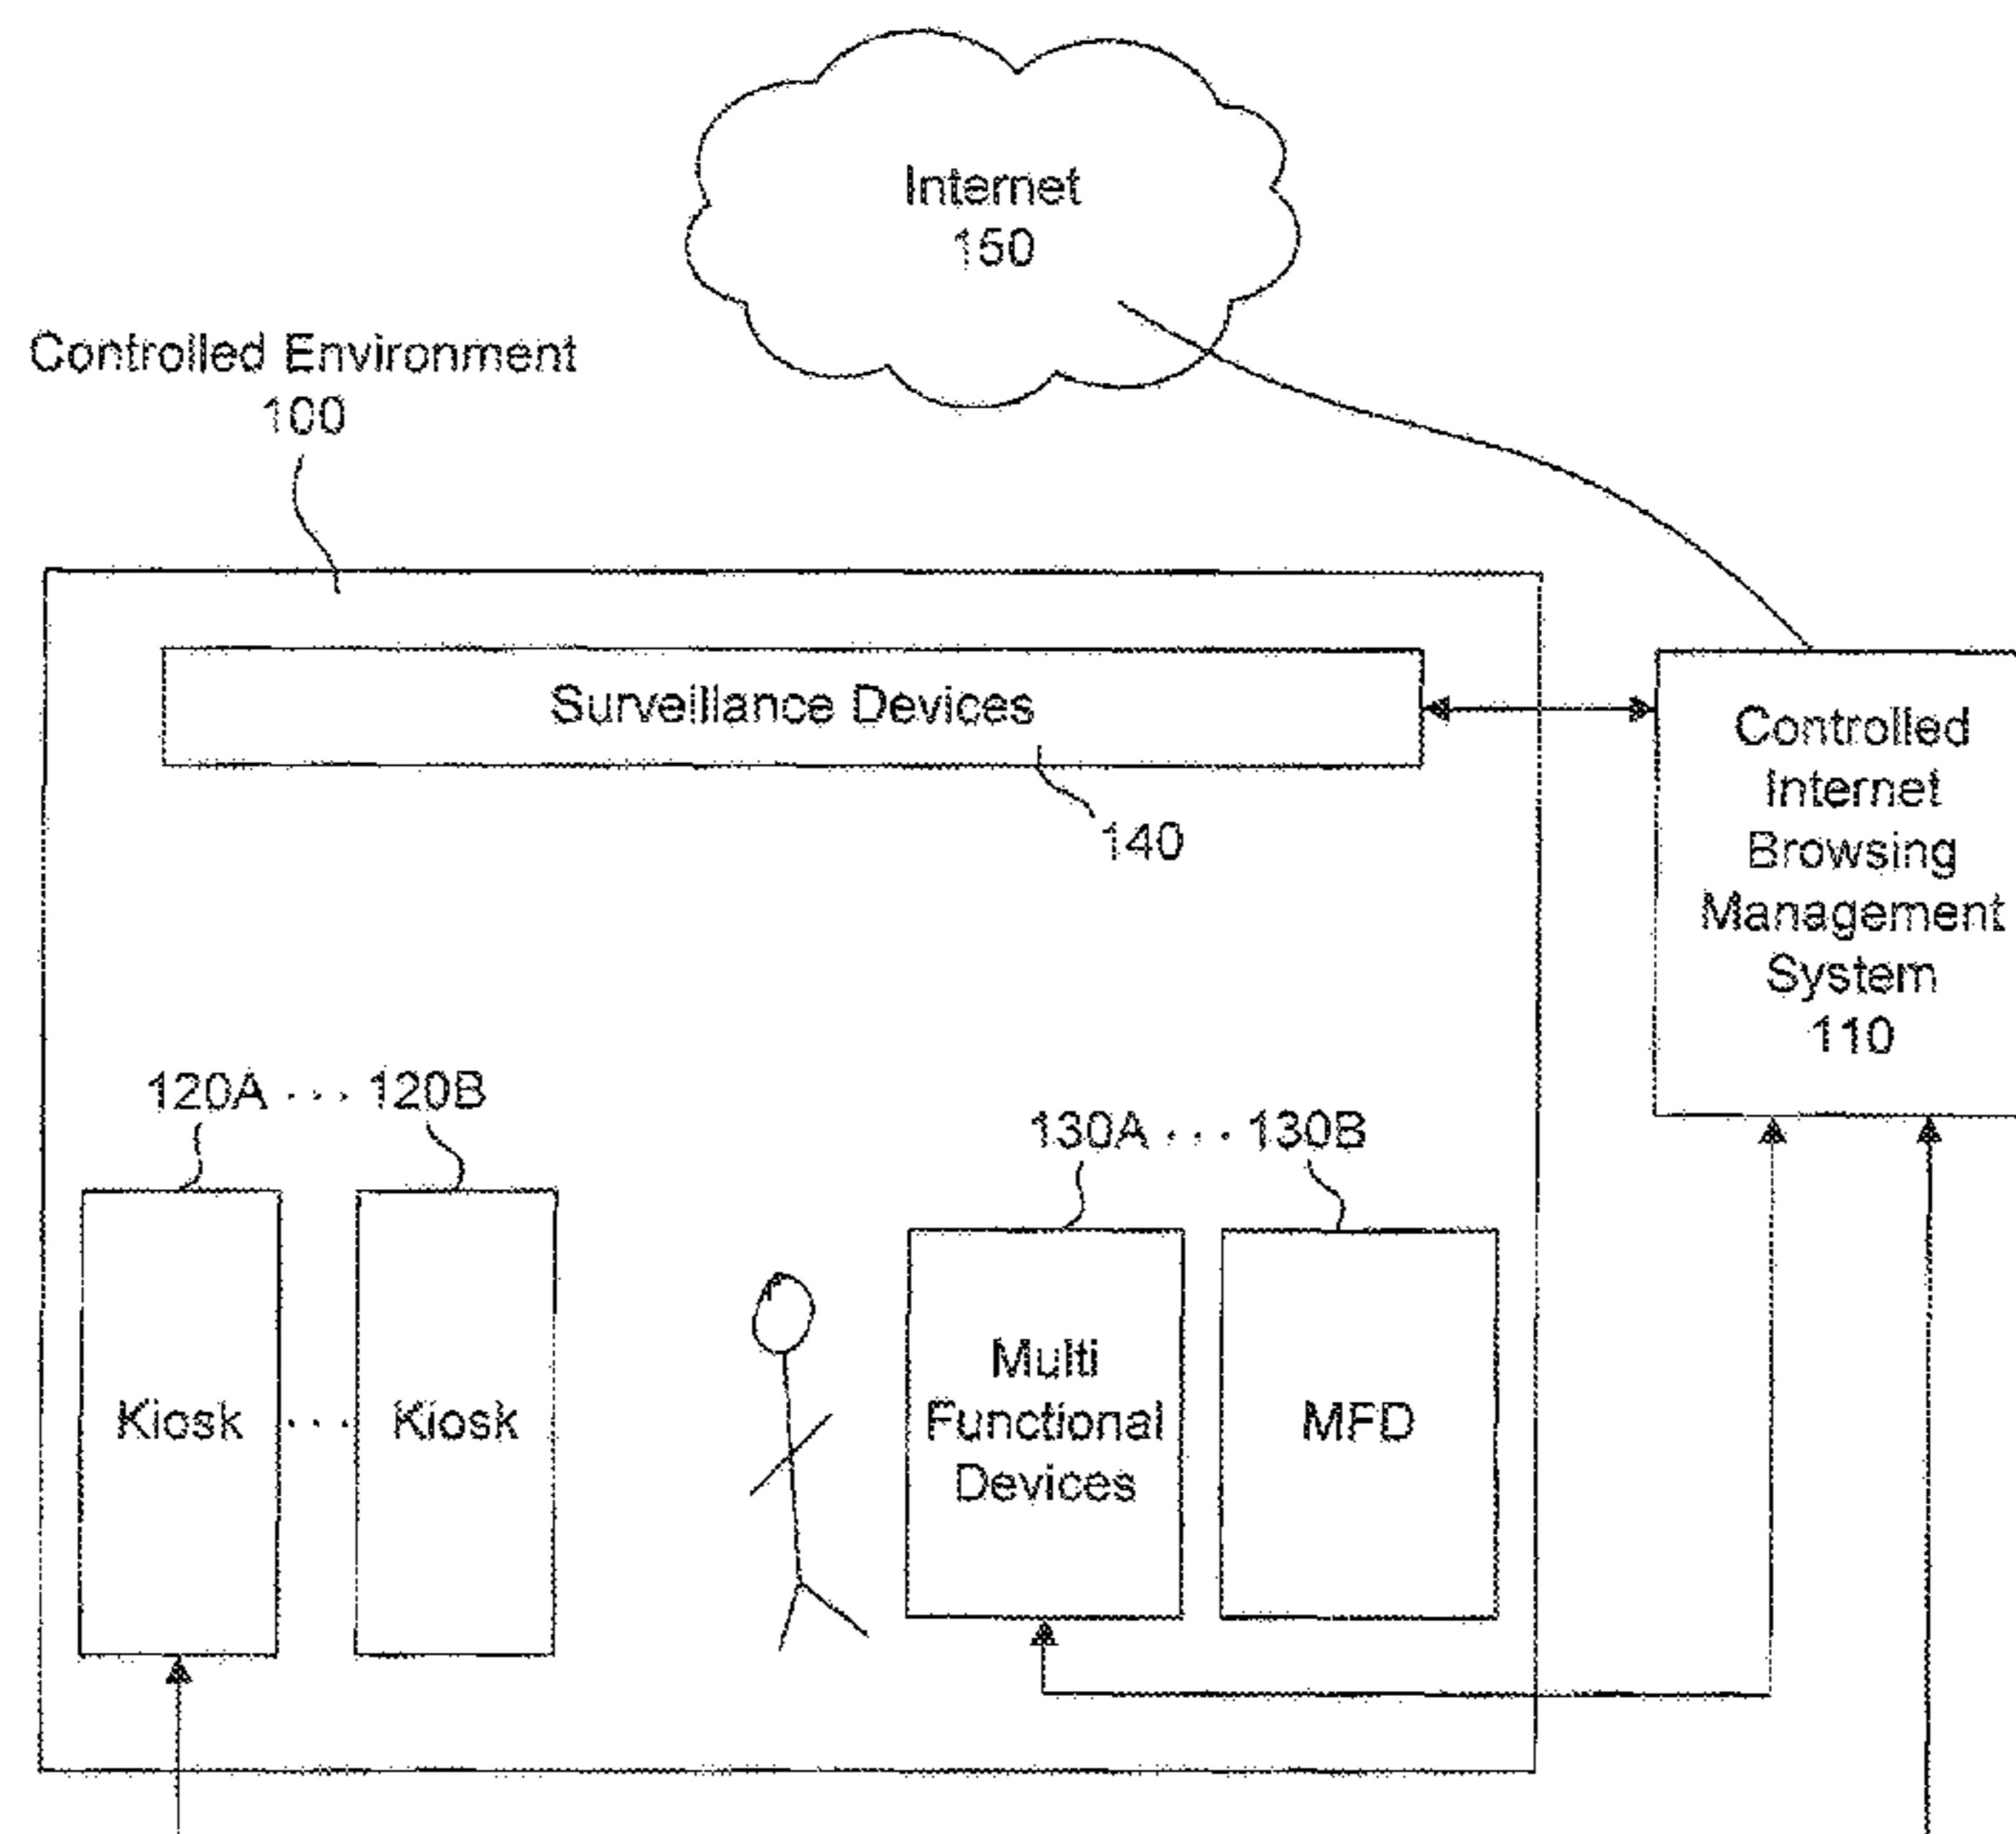 Internet
150
Controlled Environment
100
Surveillance Devices
140
Controlled
Internet
Browsing
Management
System
110
120A ... 120B
130A ... 130B
Kiosk ... Kiosk
Multi
Functional
Devices
MFD